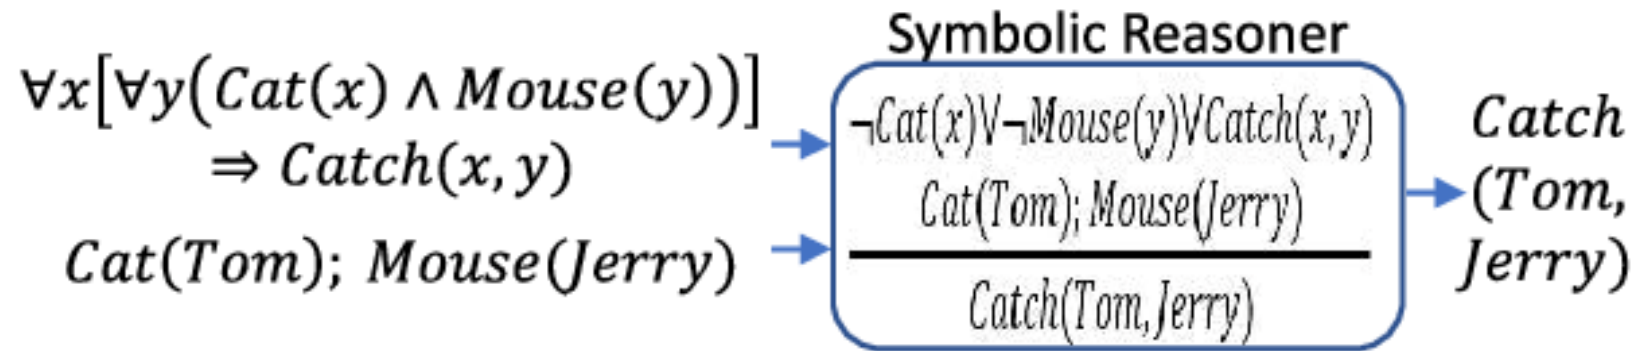 ∀x[∀y(Cat(x) ∧ Mouse(y))]
⇒ Catch(x, y)
Cat(Tom); Mouse(Jerry)
Symbolic Reasoner
¬Cat(x)∨¬Mouse(y)∨Catch(x,y)
Cat(Tom); Mouse(Jerry)
Catch(Tom,Jerry)
Catch
(Tom,
Jerry)